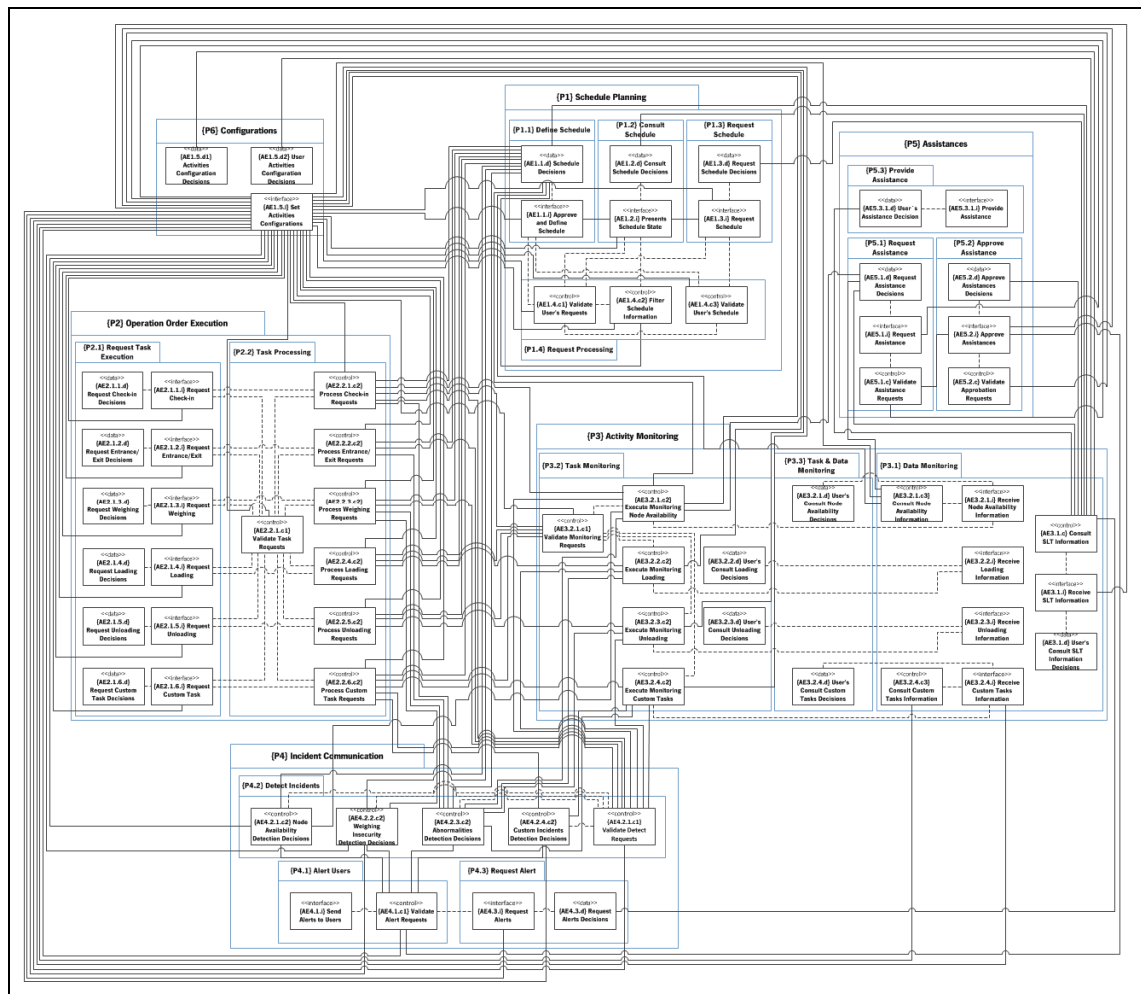 {P6} Configurations
<<data>>
{AE1.5.d1}
Activities
Configuration
Decisions
<<data>>
{AE1.5.d2} User
Activities
Configuration
Decisions
<<interface>>
{AE1.5.i} Set
Activities
Configurations
{P1} Schedule Planning
{P1.1} Define Schedule
<<data>>
{AE1.1.d} Schedule
Decisions
<<interface>>
{AE1.1.i} Approve
and Define
Schedule
{P1.2} Consult
Schedule
<<data>>
{AE1.2.d} Consult
Schedule Decisions
<<interface>>
{AE1.2.i} Presents
Schedule State
{P1.3} Request
Schedule
<<data>>
{AE1.3.d} Request
Schedule Decisions
<<interface>>
{AE1.3.i} Request
Schedule
<<control>>
{AE1.4.c1} Validate
User's Requests
<<control>>
{AE1.4.c2} Filter
Schedule
Information
<<control>>
{AE1.4.c3} Validate
User's Schedule
{P1.4} Request Processing
{P5} Assistances
{P5.3} Provide
Assistance
<<data>>
{AE5.3.1.d} User`s
Assistance Decision
<<interface>>
{AE5.3.1.i} Provide
Assistance
{P5.1} Request
Assistance
<<data>>
{AE5.1.d} Request
Assistance
Decisions
<<interface>>
{AE5.1.i} Request
Assistance
<<control>>
{AE5.1.c} Validate
Assistance
Requests
{P5.2} Approve
Assistance
<<data>>
{AE5.2.d} Approve
Assistances
Decisions
<<interface>>
{AE5.2.i} Approve
Assistances
<<control>>
{AE5.2.c} Validate
Approbation
Requests
{P2} Operation Order Execution
{P2.1} Request Task
Execution
<<data>>
{AE2.1.1.d}
Request Check-in
Decisions
<<interface>>
{AE2.1.1.i} Request
Check-in
<<data>>
{AE2.1.2.d}
Request Entrance/
Exit Decisions
<<interface>>
{AE2.1.2.i} Request
Entrance/Exit
<<data>>
{AE2.1.3.d}
Request Weighing
Decisions
<<interface>>
{AE2.1.3.i} Request
Weighing
<<data>>
{AE2.1.4.d}
Request Loading
Decisions
<<interface>>
{AE2.1.4.i} Request
Loading
<<data>>
{AE2.1.5.d}
Request Unloading
Decisions
<<interface>>
{AE2.1.5.i} Request
Unloading
<<data>>
{AE2.1.6.d}
Request Custom
Task Decisions
<<interface>>
{AE2.1.6.i} Request
Custom Task
{P2.2} Task Processing
<<control>>
{AE2.2.1.c2}
Process Check-in
Requests
<<control>>
{AE2.2.2.c2}
Process Entrance/
Exit Requests
<<control>>
{AE2.2.3.c2}
Process Weighing
Requests
<<control>>
{AE2.2.1.c1}
Validate Task
Requests
<<control>>
{AE2.2.4.c2}
Process Loading
Requests
<<control>>
{AE2.2.5.c2}
Process Unloading
Requests
<<control>>
{AE2.2.6.c2}
Process Custom
Task Requests
{P3} Activity Monitoring
{P3.2} Task Monitoring
<<control>>
{AE3.2.1.c2}
Execute Monitoring
Node Availability
<<control>>
{AE3.2.1.c1}
Validate Monitoring
Requests
<<control>>
{AE3.2.2.c2}
Execute Monitoring
Loading
<<control>>
{AE3.2.3.c2}
Execute Monitoring
Unloading
<<control>>
{AE3.2.4.c2}
Execute Monitoring
Custom Tasks
{P3.3} Task & Data
Monitoring
<<data>>
{AE3.2.1.d} User's
Consult Node
Availability
Decisions
<<data>>
{AE3.2.2.d} User's
Consult Loading
Decisions
<<data>>
{AE3.2.3.d} User's
Consult Unloading
Decisions
<<data>>
{AE3.2.4.d} User's
Consult Custom
Tasks Decisions
{P3.1} Data Monitoring
<<control>>
{AE3.2.1.c3}
Consult Node
Availability
Information
<<interface>>
{AE3.2.1.i} Receive
Node Availability
Information
<<interface>>
{AE3.2.2.i} Receive
Loading
Information
<<interface>>
{AE3.2.3.i} Receive
Unloading
Information
<<control>>
{AE3.2.4.c3}
Consult Custom
Tasks Information
<<interface>>
{AE3.2.4.i} Receive
Custom Tasks
Information
<<control>>
{AE3.1.c} Consult
SLT Information
<<interface>>
{AE3.1.i} Receive
SLT Information
<<data>>
{AE3.1.d} User's
Consult SLT
Information
Decisions
{P4} Incident Communication
{P4.2} Detect Incidents
<<control>>
{AE4.2.1.c2} Node
Availability
Detection Decisions
<<control>>
{AE4.2.2.c2}
Weighing
Insecurity
Detection Decisions
<<control>>
{AE4.2.3.c2}
Abnormalities
Detection Decisions
<<control>>
{AE4.2.4.c2}
Custom Incidents
Detection Decisions
<<control>>
{AE4.2.1.c1}
Validate Detect
Requests
{P4.1} Alert Users
<<interface>>
{AE4.1.i} Send
Alerts to Users
<<control>>
{AE4.1.c1} Validate
Alert Requests
{P4.3} Request Alert
<<interface>>
{AE4.3.i} Request
Alerts
<<data>>
{AE4.3.d} Request
Alerts Decisions